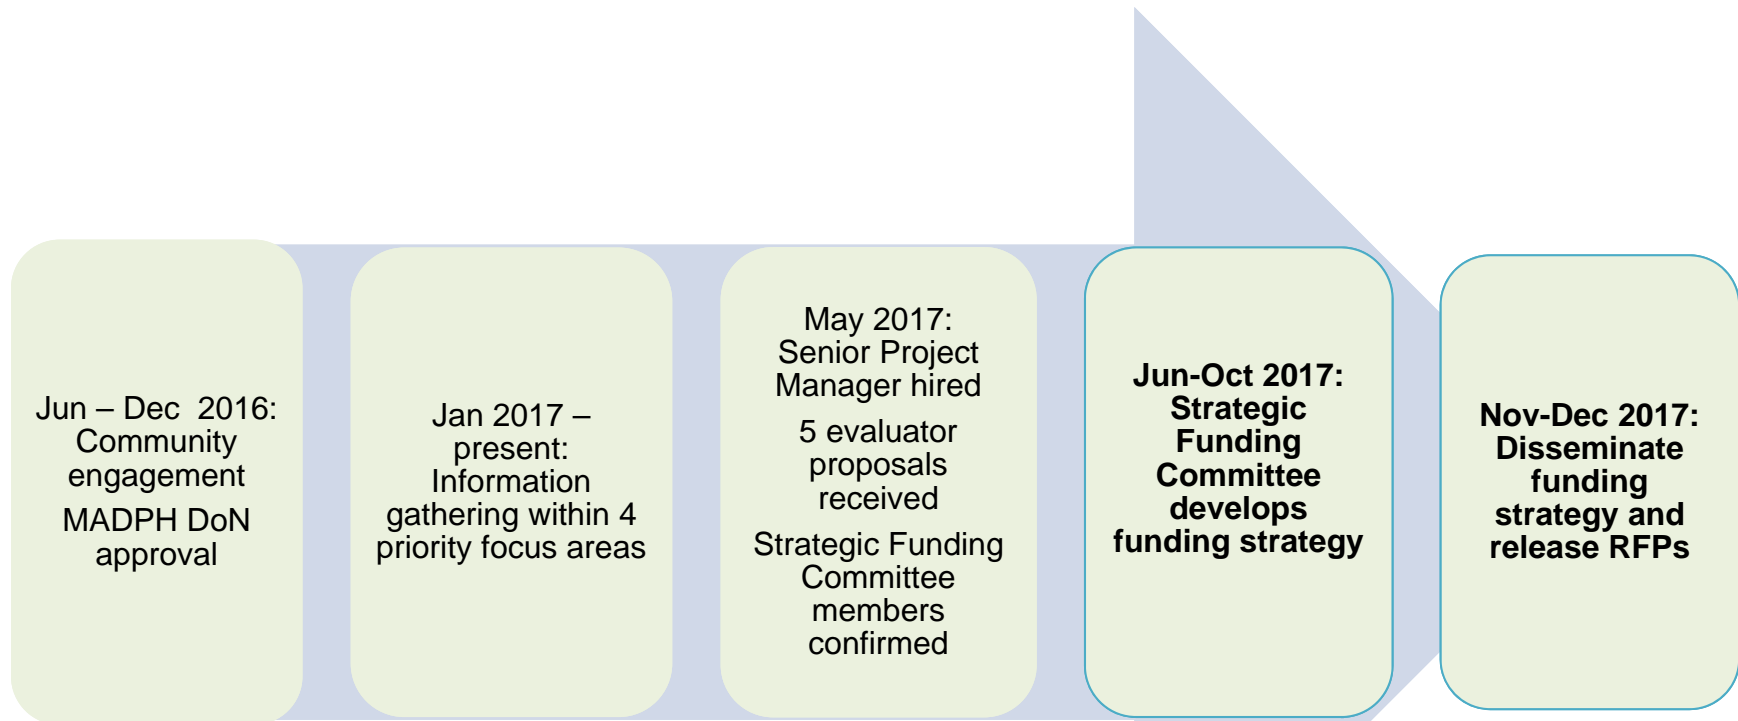 Jun – Dec  2016:
Community
engagement
MADPH DoN
approval
Jan 2017 –
present:
Information
gathering within 4
priority focus areas
May 2017:
Senior Project
Manager hired
5 evaluator
proposals
received
Strategic Funding
Committee
members
confirmed
Jun-Oct 2017:
Strategic
Funding
Committee
develops
funding strategy
Nov-Dec 2017:
Disseminate
funding
strategy and
release RFPs